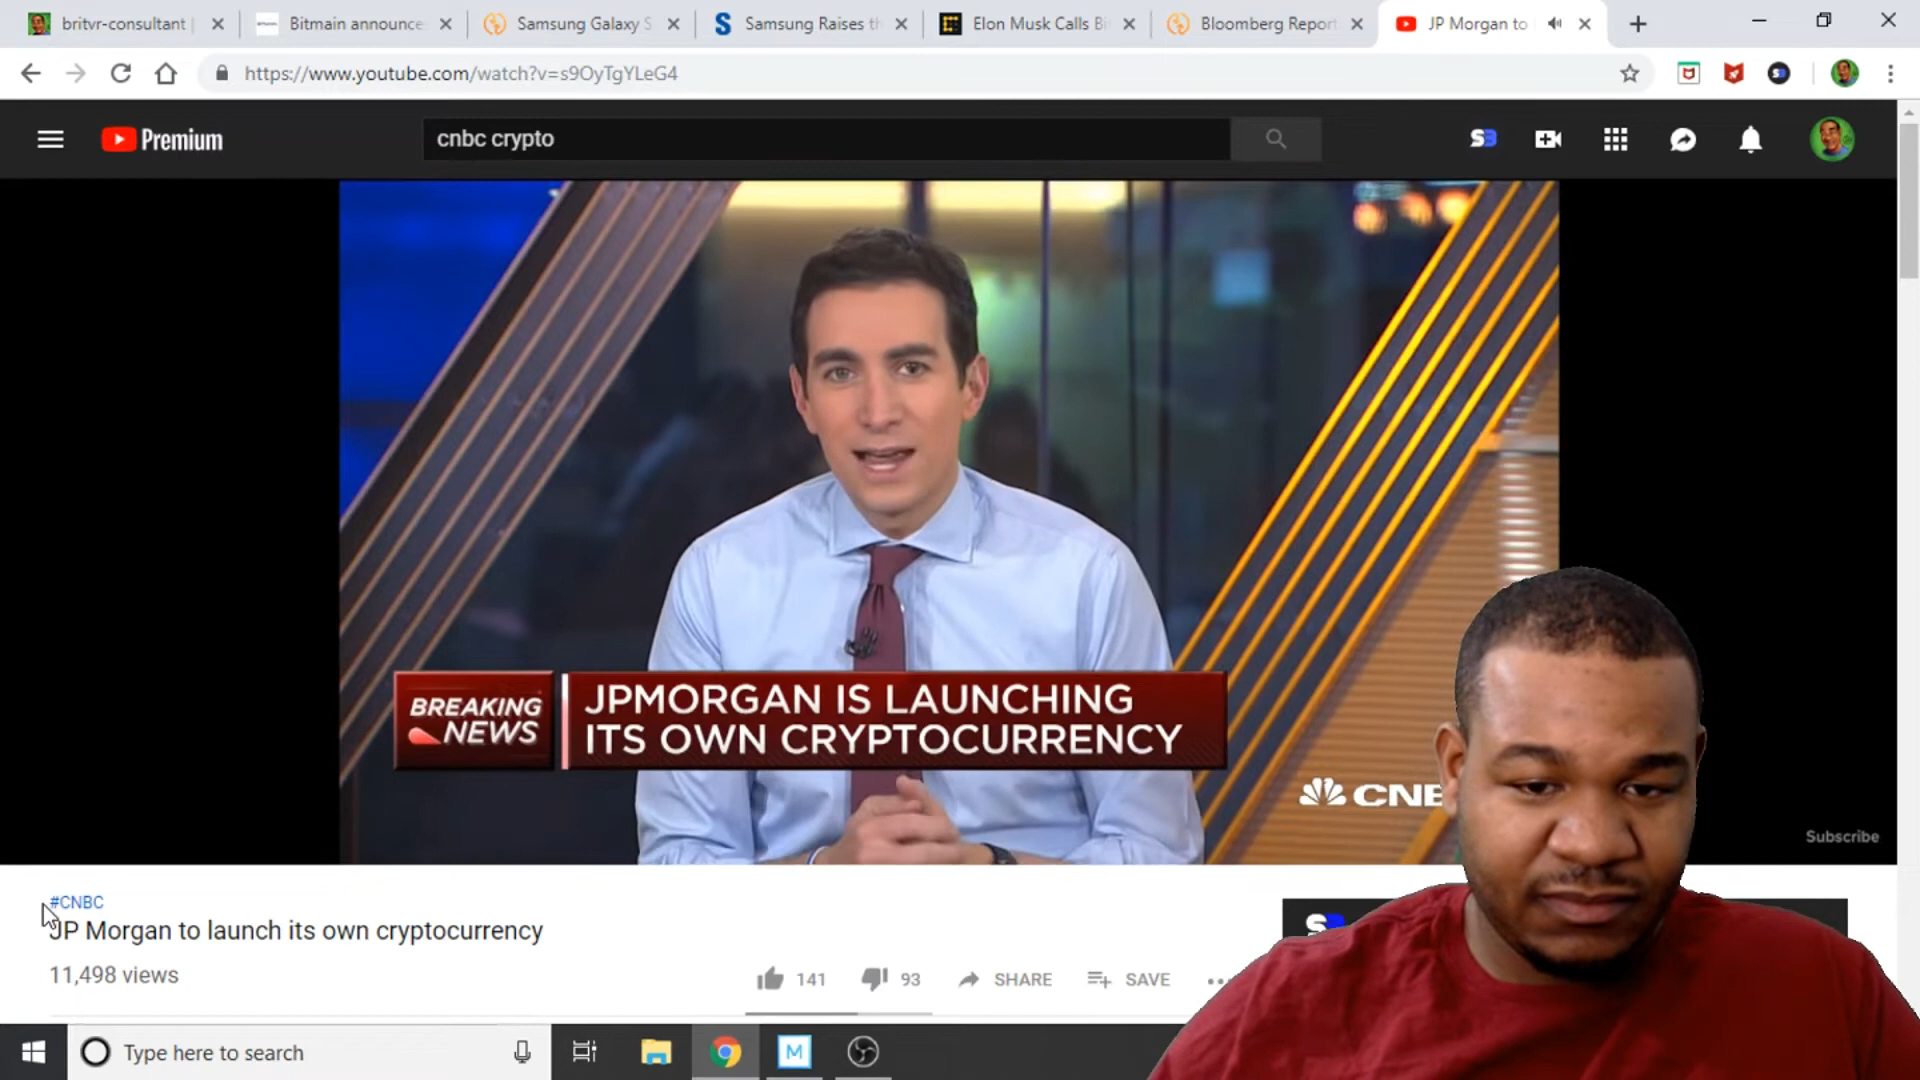 britvr-consultant |
Bitmain announce
Samsung Galaxy S
Samsung Raises th
Elon Musk Calls Bi
Bloomberg Report
JP Morgan to
https://www.youtube.com/watch?v=s9OyTgYLeG4
Premium
cnbc crypto
BREAKING
NEWS
JPMORGAN IS LAUNCHING
ITS OWN CRYPTOCURRENCY
CNB
Subscribe
#CNBC
JP Morgan to launch its own cryptocurrency
11,498 views
141
93
SHARE
SAVE
Type here to search
M